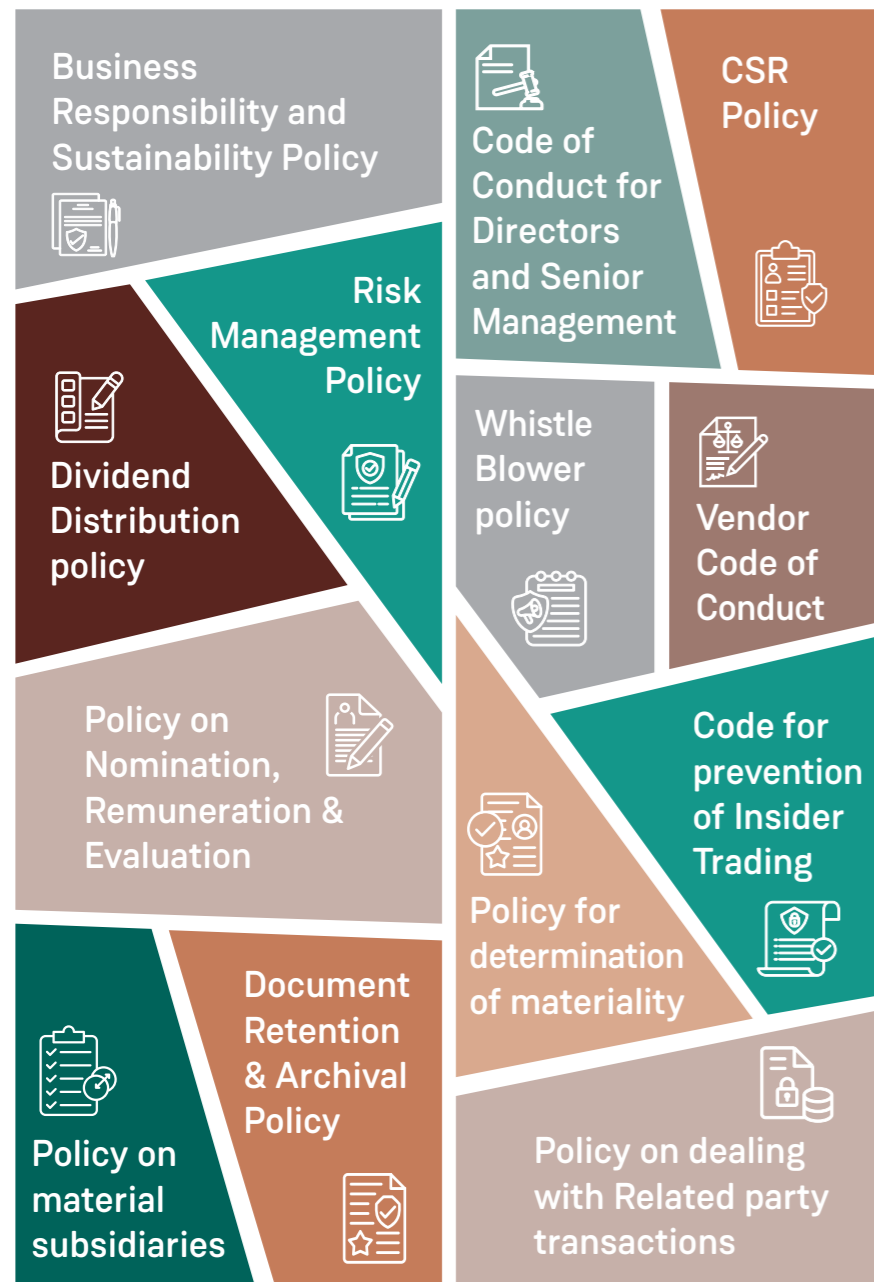 Business
Responsibility and
Sustainability Policy
Risk
Management
Policy
Dividend
Distribution
policy
Policy on
Nomination,
Remuneration &
Evaluation
Policy on
material
subsidiaries
Document
Retention
& Archival
Policy
Code of
Conduct for
Directors
and Senior
Management
CSR
Policy
Whistle
Blower
policy
Vendor
Code of
Conduct
Policy for
determination
of materiality
Code for
prevention
of Insider
Trading
Policy on dealing
with Related party
transactions